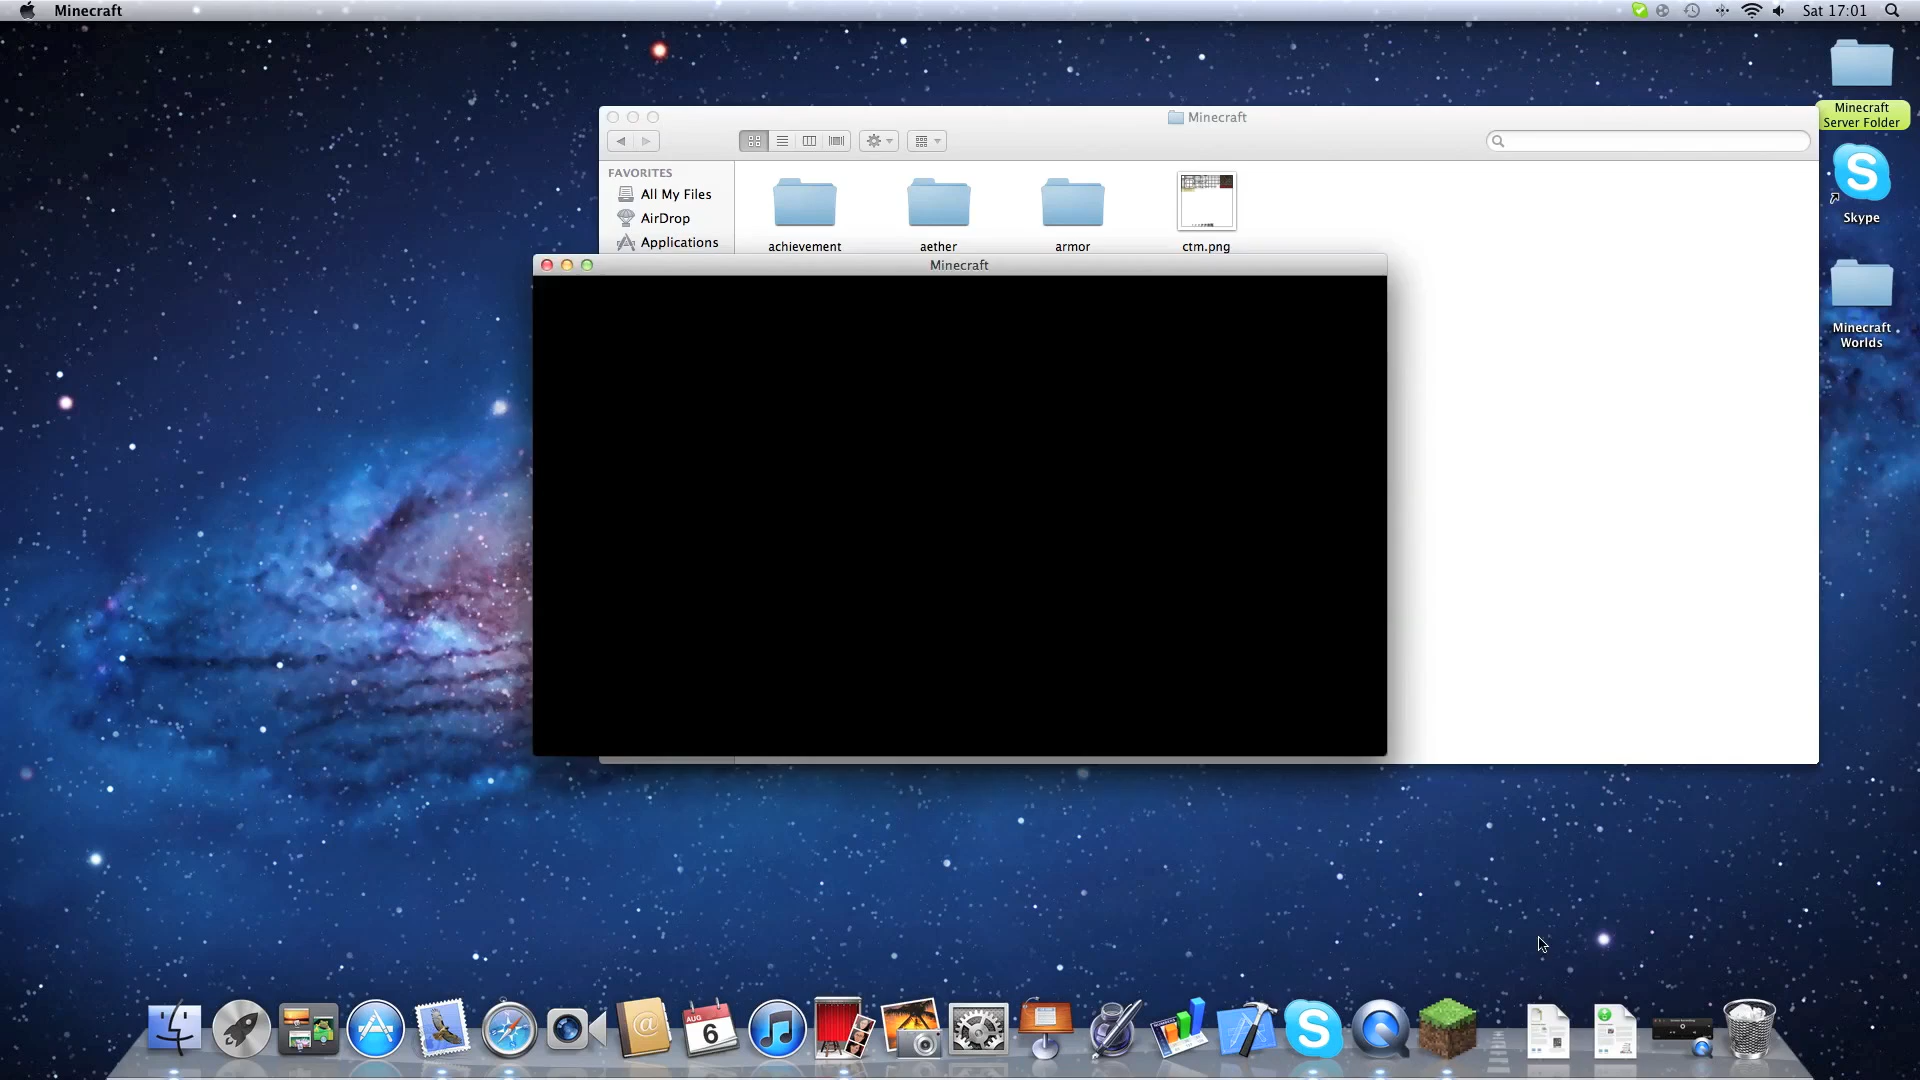 Minecraft
Sat 17:01
Minecraft
FAVORITES
All My Files
AirDrop
Applications
achievement
aether
armor
ctm.png
Minecraft
Minecraft
Server Folder
Skype
Minecraft
Worlds
AUG
6